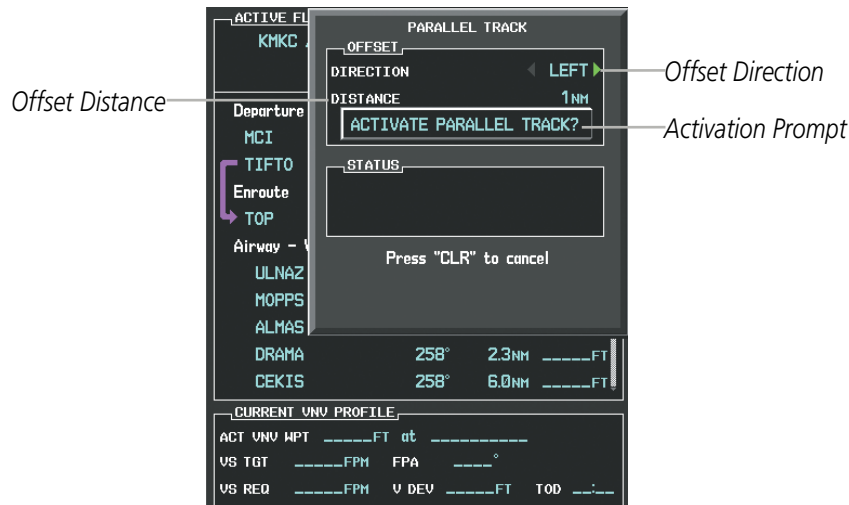 ACTIVE FL
KMKC
PARALLEL TRACK
OFFSET
DIRECTION LEFT
Offset Direction
Offset Distance
DISTANCE 1NM
ACTIVATE PARALLEL TRACK?
Activation Prompt
Departure
MCI
TIFTO
STATUS
Enroute
TOP
Airway -
Press "CLR" to cancel
ULNAZ
MOPPS
ALMAS
DRAMA 258° 2.3NM _____FT
CEKIS 258° 6.0NM _____FT
CURRENT VNV PROFILE
ACT VNV WPT _____FT at __________
VS TGT _____FPM FPA ____°
VS REQ _____FPM V DEV _____FT TOD __:__